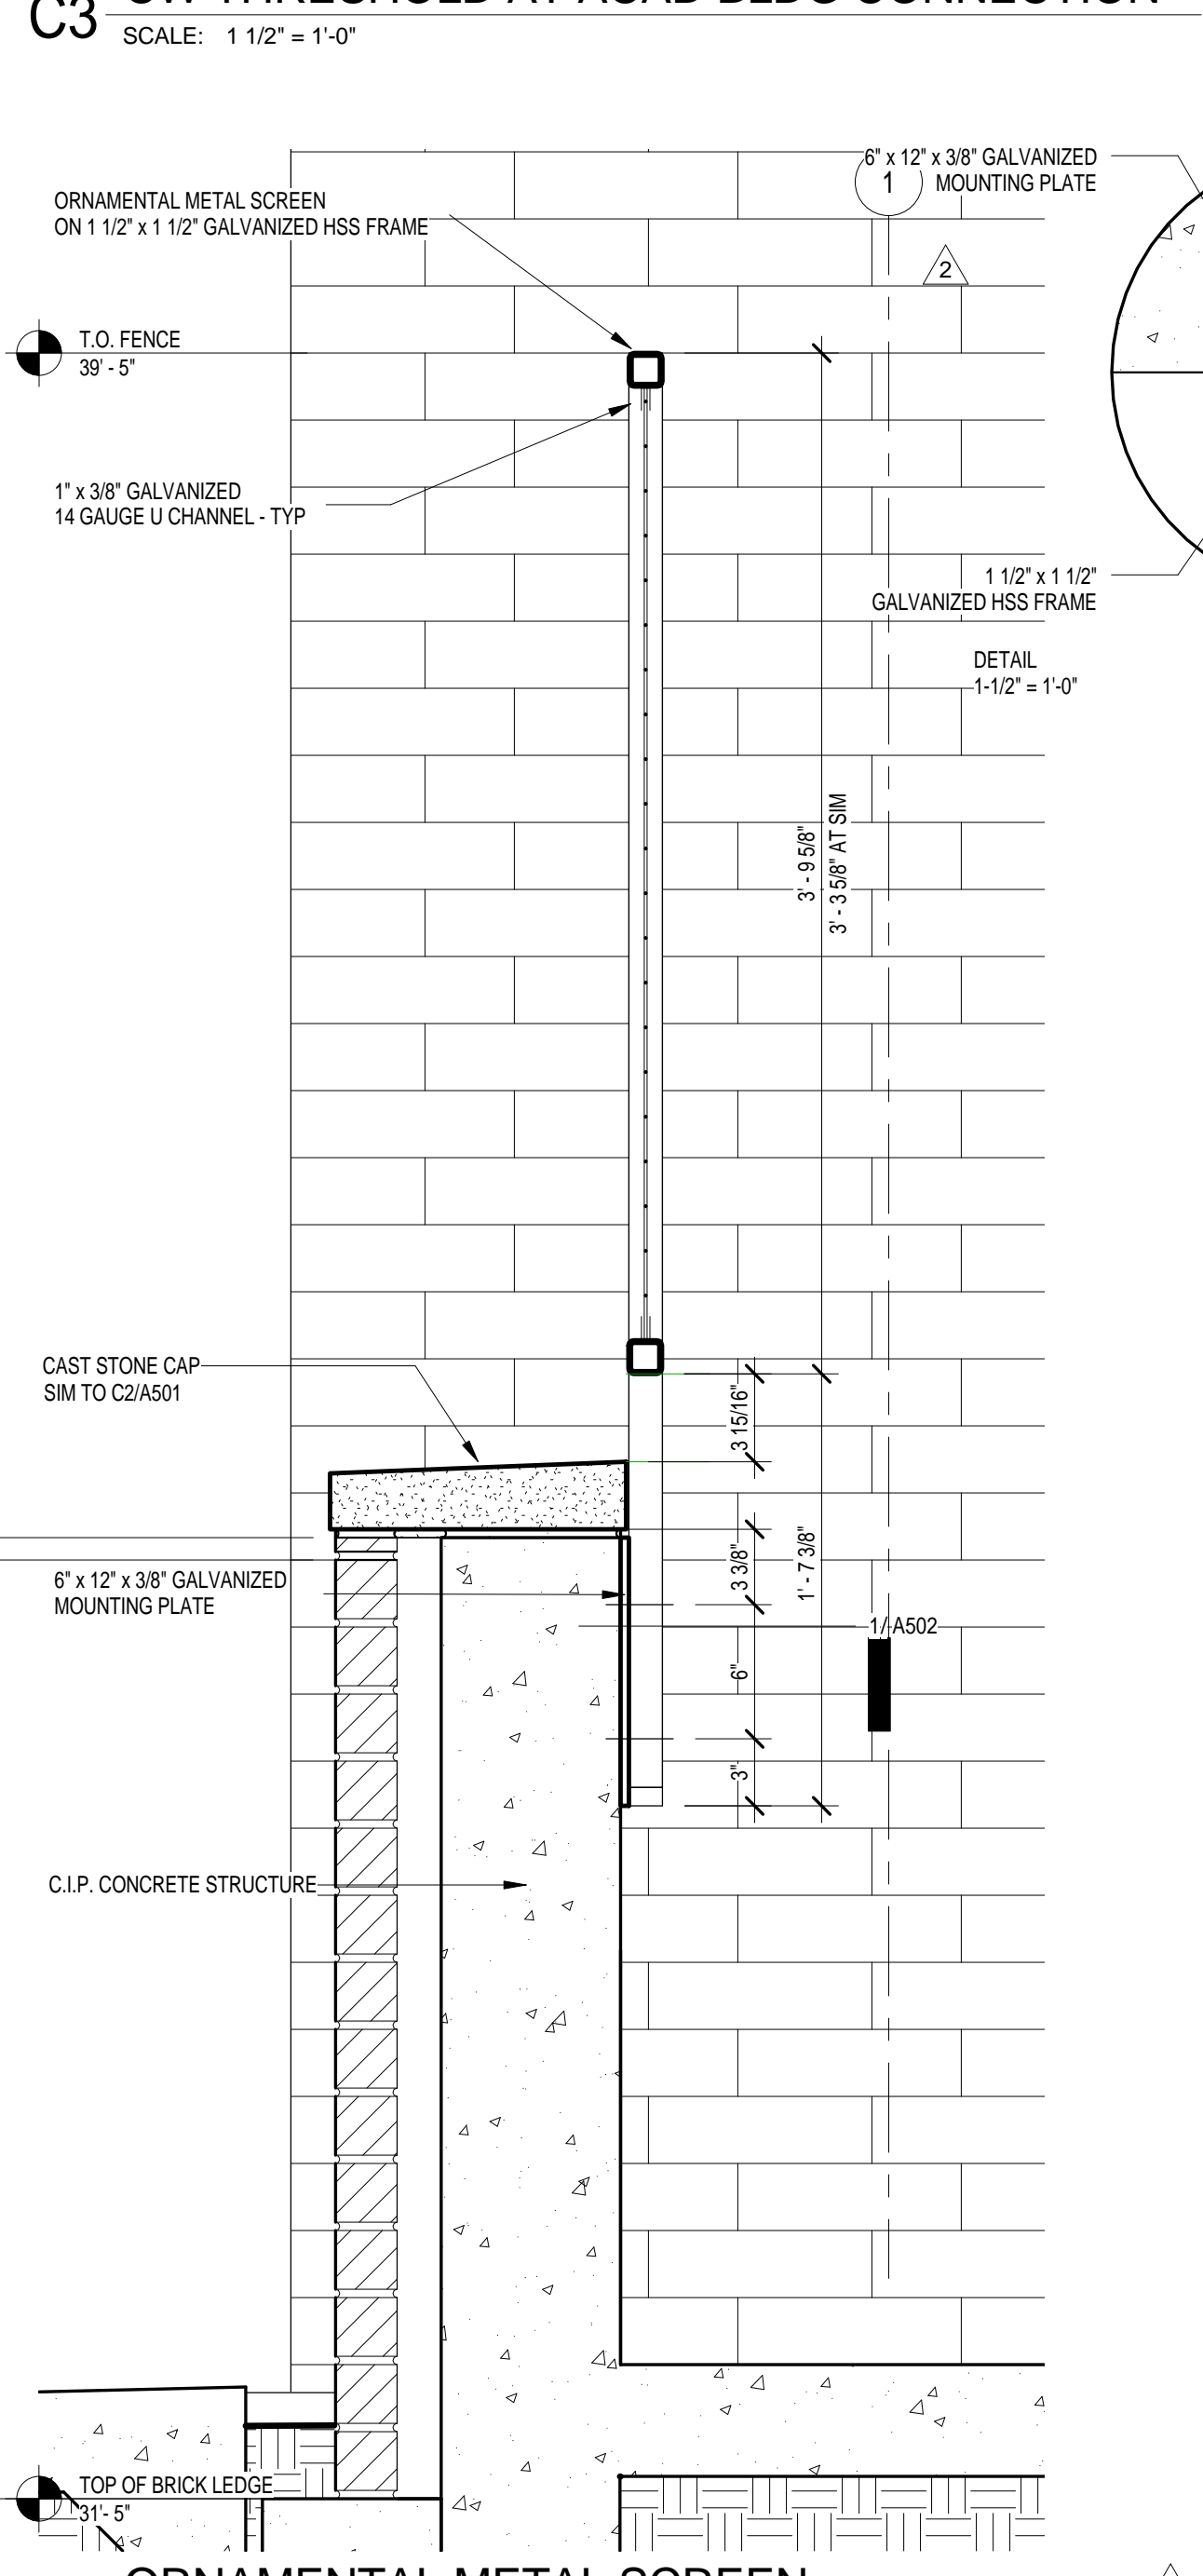 C3
SCALE: 1 1/2" = 1'-0"
6" x 12" x 3/8" GALVANIZED
MOUNTING PLATE
1
ORNAMENTAL METAL SCREEN
ON 1 1/2" x 1 1/2" GALVANIZED HSS FRAME
2
T.O. FENCE
39' - 5"
1" x 3/8" GALVANIZED
14 GAUGE U CHANNEL - TYP
1 1/2" x 1 1/2"
GALVANIZED HSS FRAME
DETAIL
1-1/2" = 1'-0"
3' - 9 5/8"
3' - 3 5/8" AT SIM
CAST STONE CAP
SIM TO C2/A501
3 15/16"
3 3/8"
1' - 7 3/8"
6" x 12" x 3/8" GALVANIZED
MOUNTING PLATE
1/ A502
6"
3"
C.I.P. CONCRETE STRUCTURE
TOP OF BRICK LEDGE
31'- 5"
ORNAMENTAL METAL SCREEN